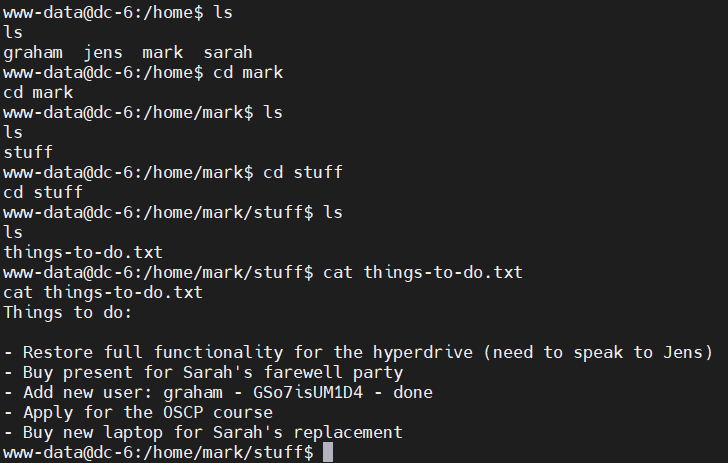 www-data@dc-6:/home$ ls
ls
graham  jens  mark  sarah
www-data@dc-6:/home$ cd mark
cd mark
www-data@dc-6:/home/mark$ ls
ls
stuff
www-data@dc-6:/home/mark$ cd stuff
cd stuff
www-data@dc-6:/home/mark/stuff$ ls
ls
things-to-do.txt
www-data@dc-6:/home/mark/stuff$ cat things-to-do.txt
cat things-to-do.txt
Things to do:
- Restore full functionality for the hyperdrive (need to speak to Jens)
- Buy present for Sarah's farewell party
- Add new user: graham - GSo7isUM1D4 - done
- Apply for the OSCP course
- Buy new laptop for Sarah's replacement
www-data@dc-6:/home/mark/stuff$